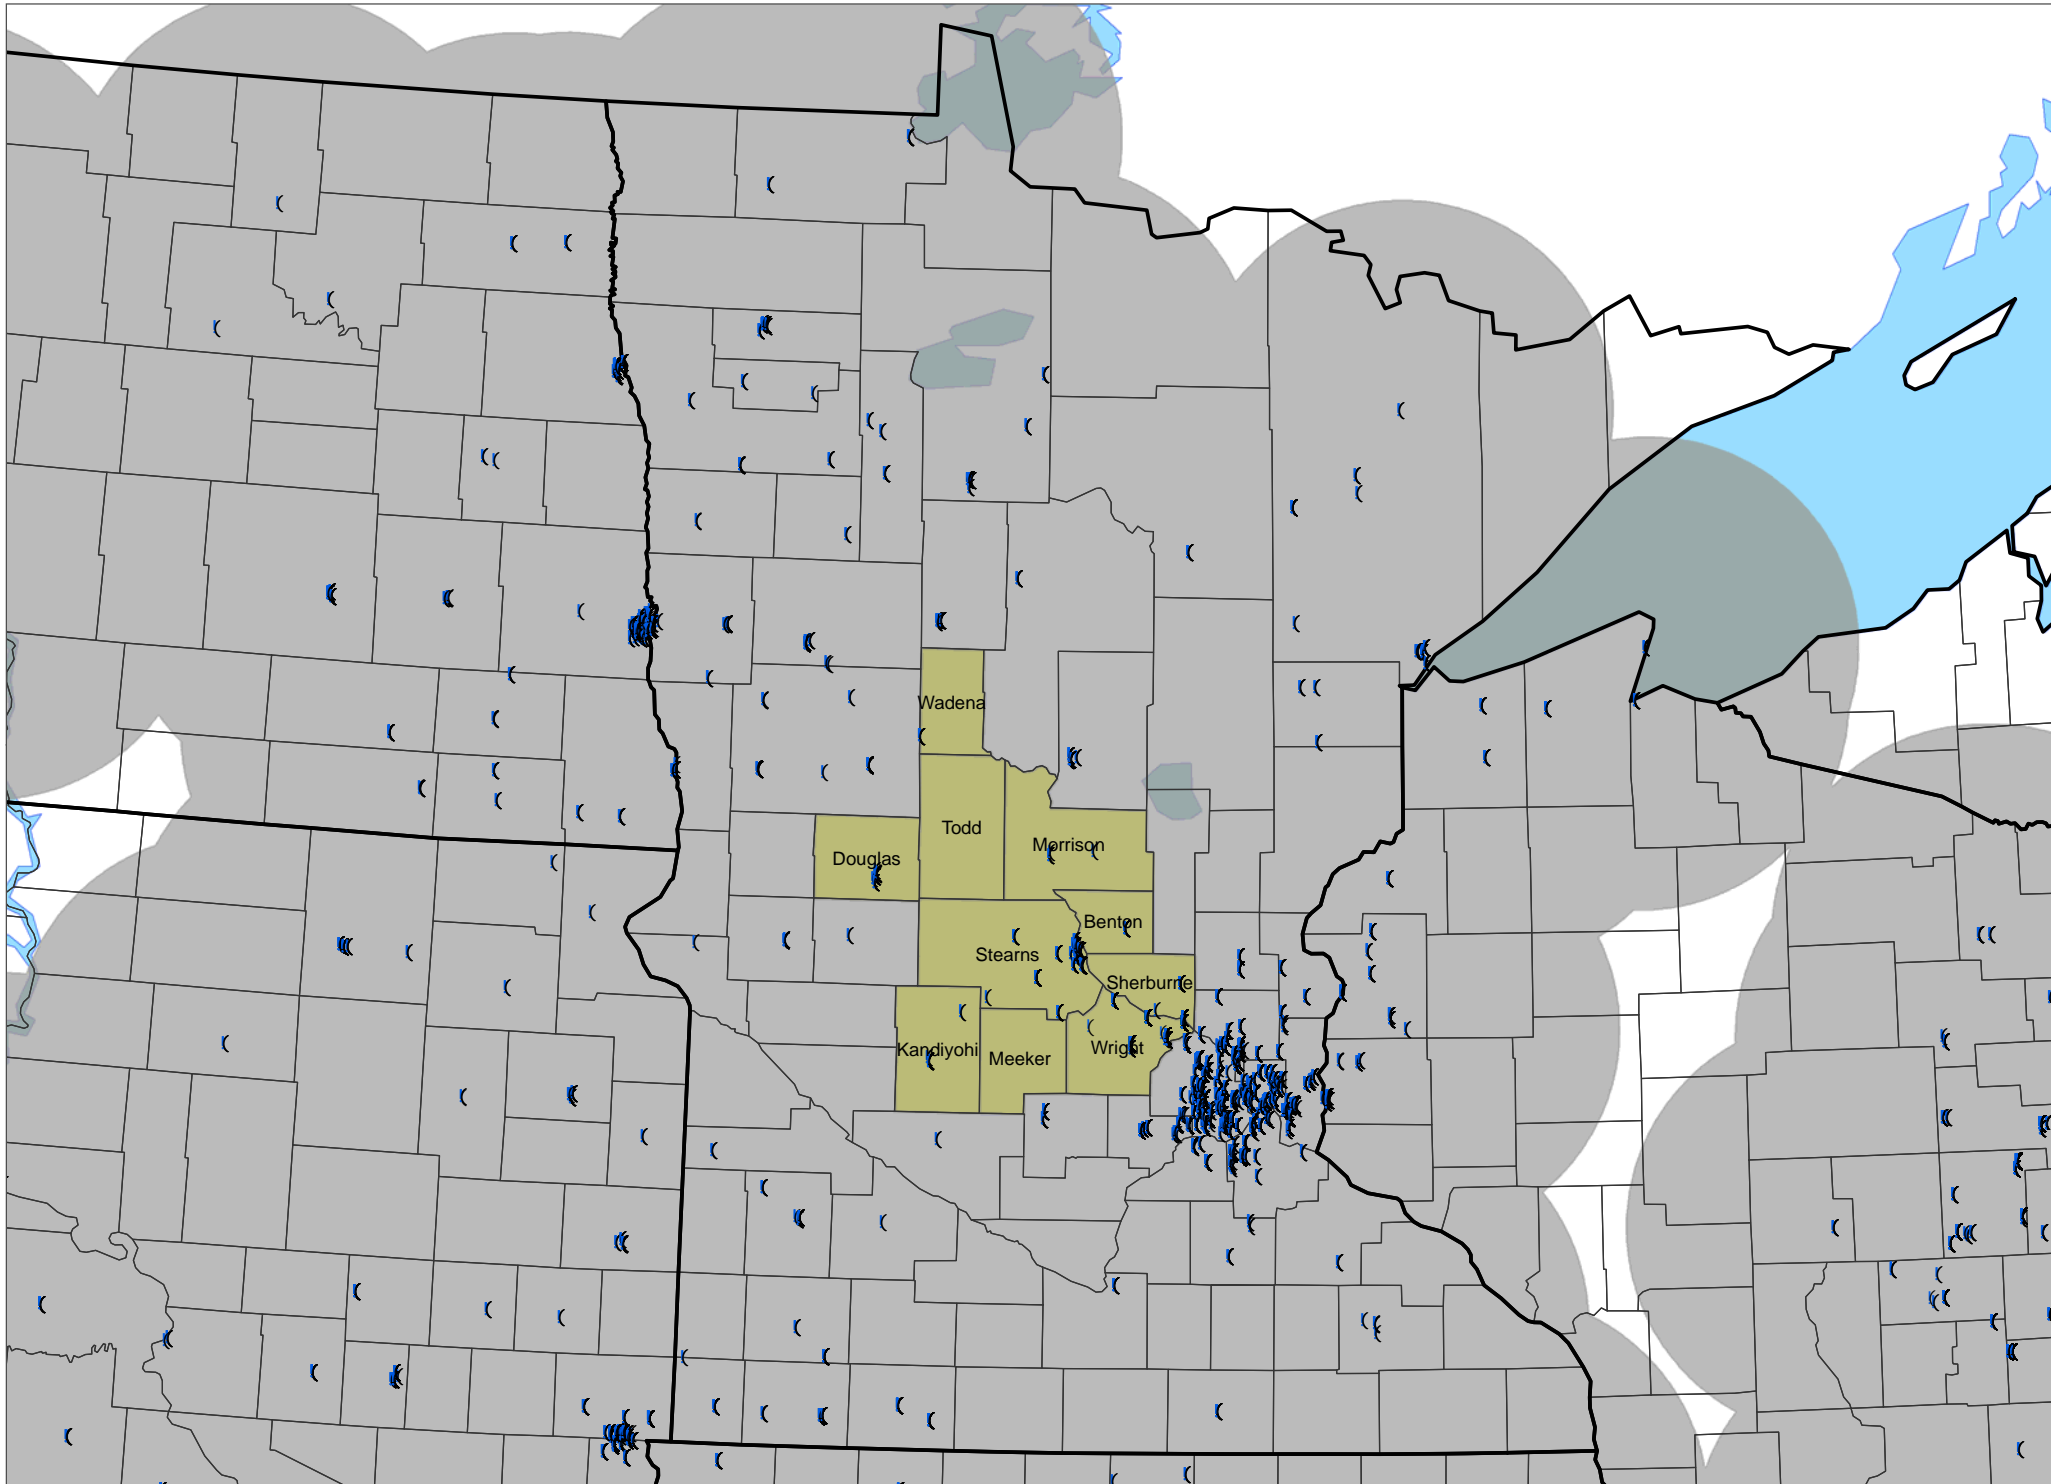 Wadena
Todd
Morrison
Douglas
Benton
Stearns
Sherburne
Kandiyohi
Meeker
Wright